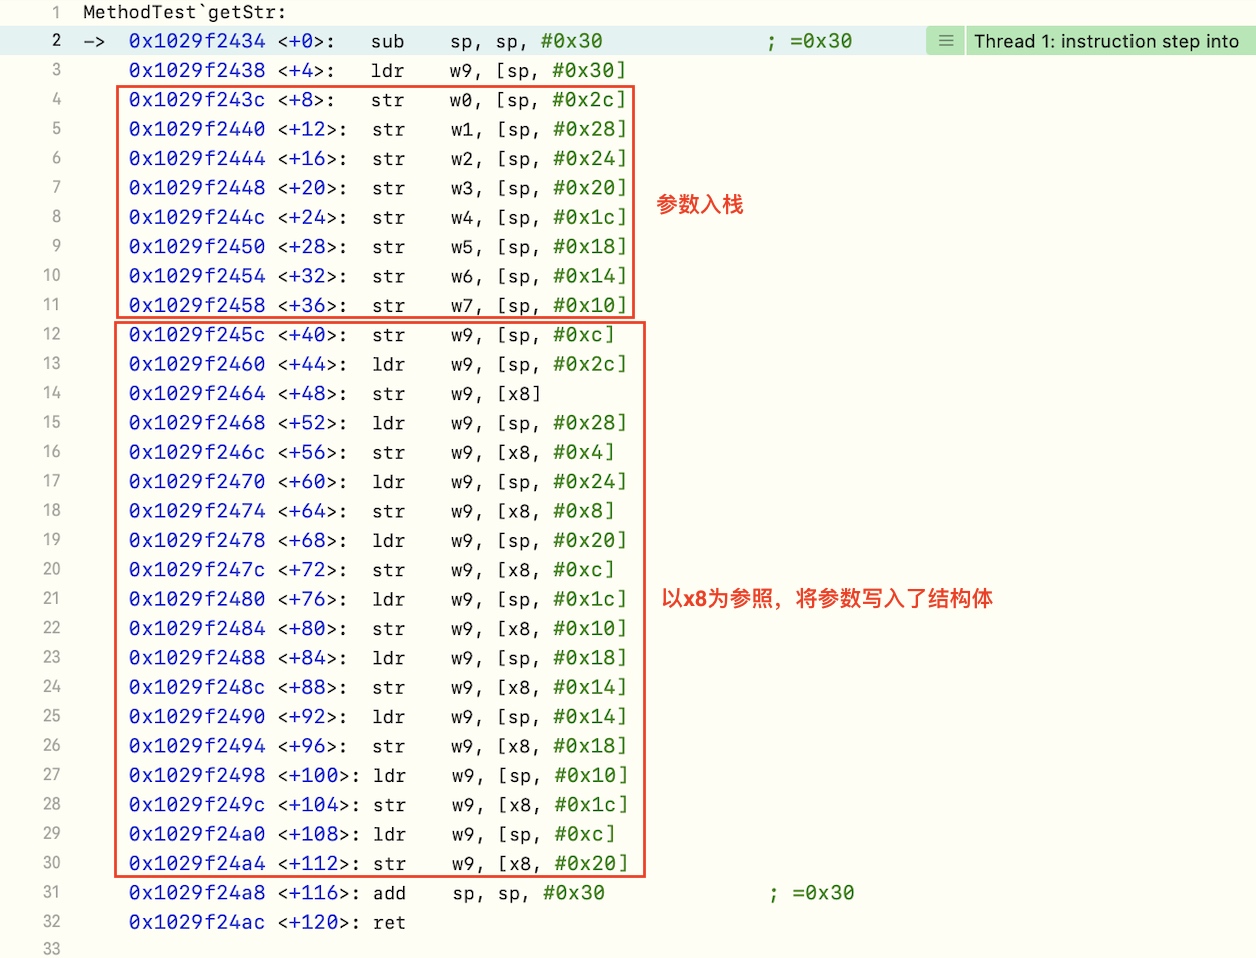 1 MethodTest`getStr:
2 -> 0x1029f2434 <+0>: sub sp, sp, #0x30 ; =0x30 Thread 1: instruction step into
3 0x1029f2438 <+4>: ldr w9, [sp, #0x30]
4 0x1029f243c <+8>: str w0, [sp, #0x2c]
5 0x1029f2440 <+12>: str w1, [sp, #0x28]
6 0x1029f2444 <+16>: str w2, [sp, #0x24]
7 0x1029f2448 <+20>: str w3, [sp, #0x20]
参数入栈
8 0x1029f244c <+24>: str w4, [sp, #0x1c]
9 0x1029f2450 <+28>: str w5, [sp, #0x18]
10 0x1029f2454 <+32>: str w6, [sp, #0x14]
11 0x1029f2458 <+36>: str w7, [sp, #0x10]
12 0x1029f245c <+40>: str w9, [sp, #0xc]
13 0x1029f2460 <+44>: ldr w9, [sp, #0x2c]
14 0x1029f2464 <+48>: str w9, [x8]
15 0x1029f2468 <+52>: ldr w9, [sp, #0x28]
16 0x1029f246c <+56>: str w9, [x8, #0x4]
17 0x1029f2470 <+60>: ldr w9, [sp, #0x24]
18 0x1029f2474 <+64>: str w9, [x8, #0x8]
19 0x1029f2478 <+68>: ldr w9, [sp, #0x20]
20 0x1029f247c <+72>: str w9, [x8, #0xc]
21 0x1029f2480 <+76>: ldr w9, [sp, #0x1c]
以x8为参照，将参数写入了结构体
22 0x1029f2484 <+80>: str w9, [x8, #0x10]
23 0x1029f2488 <+84>: ldr w9, [sp, #0x18]
24 0x1029f248c <+88>: str w9, [x8, #0x14]
25 0x1029f2490 <+92>: ldr w9, [sp, #0x14]
26 0x1029f2494 <+96>: str w9, [x8, #0x18]
27 0x1029f2498 <+100>: ldr w9, [sp, #0x10]
28 0x1029f249c <+104>: str w9, [x8, #0x1c]
29 0x1029f24a0 <+108>: ldr w9, [sp, #0xc]
30 0x1029f24a4 <+112>: str w9, [x8, #0x20]
31 0x1029f24a8 <+116>: add sp, sp, #0x30 ; =0x30
32 0x1029f24ac <+120>: ret
33